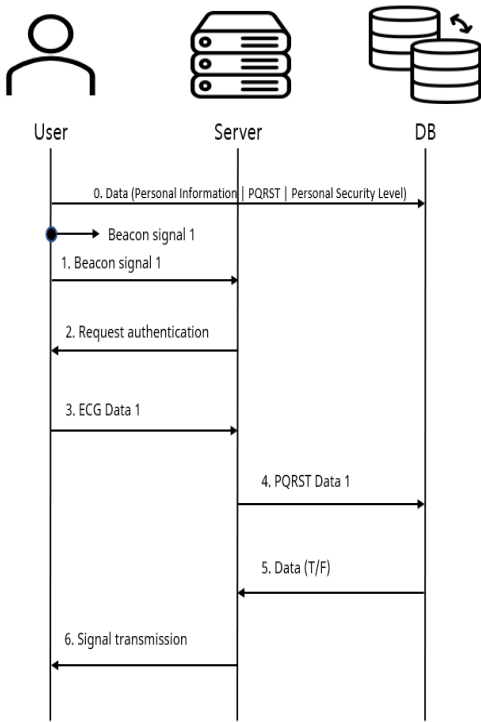 User
Server
DB
0. Data (Personal Information | PQRST | Personal Security Level)
Beacon signal 1
1. Beacon signal 1
2. Request authentication
3. ECG Data 1
4. PQRST Data 1
5. Data (T/F)
6. Signal transmission